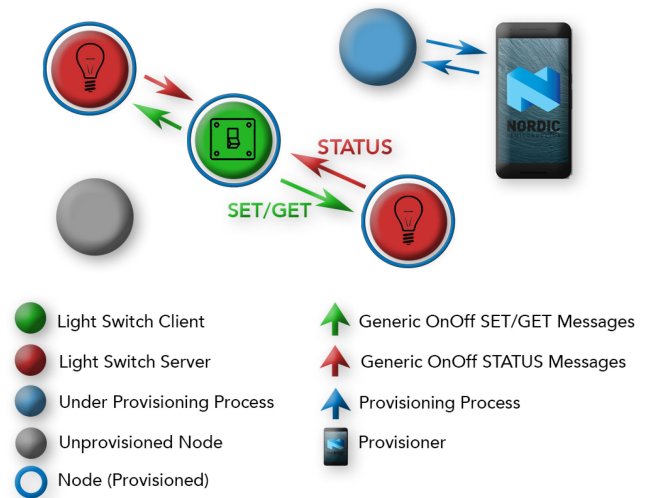 NORDIC
STATUS
SET/GET
Light Switch Client
Light Switch Server
Under Provisioning Process
Unprovisioned Node
Node (Provisioned)
Generic OnOff SET/GET Messages
Generic OnOff STATUS Messages
Provisioning Process
Provisioner